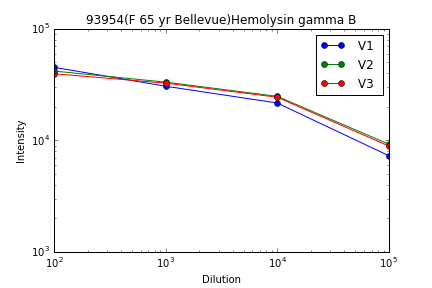 93954(F 65 yr Bellevue)Hemolysin gamma B
10^5
10^4
10^3
Intensity
V1
V2
V3
10^2 10^3 10^4 10^5
Dilution